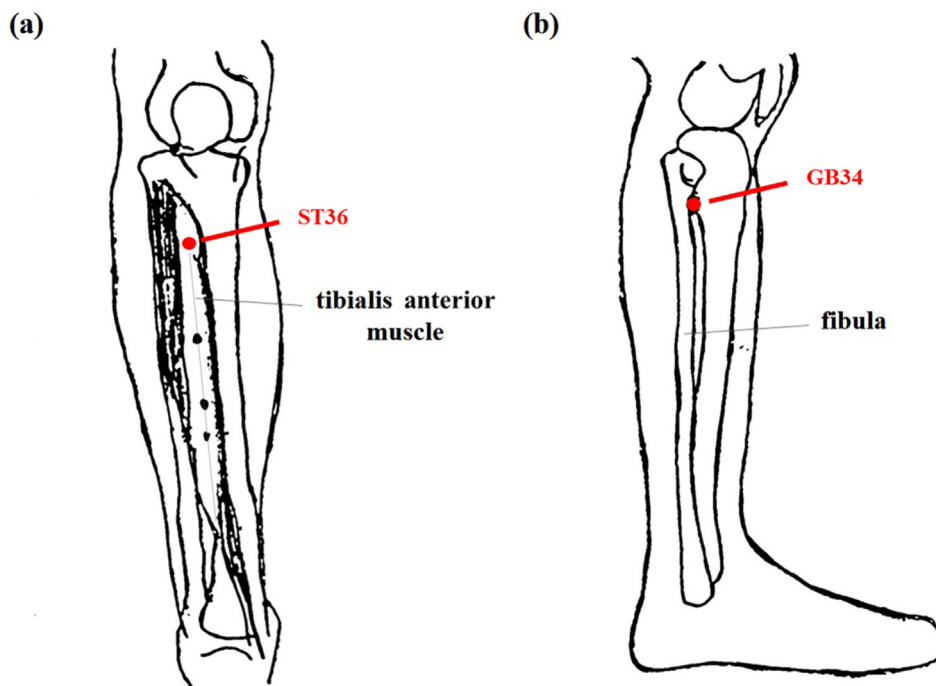 (a)
(b)
ST36
GB34
tibialis anterior
muscle
fibula